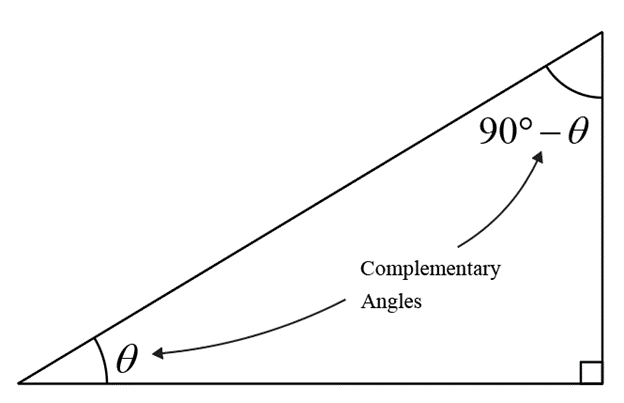 90° – θ
Complementary
Angles
θ